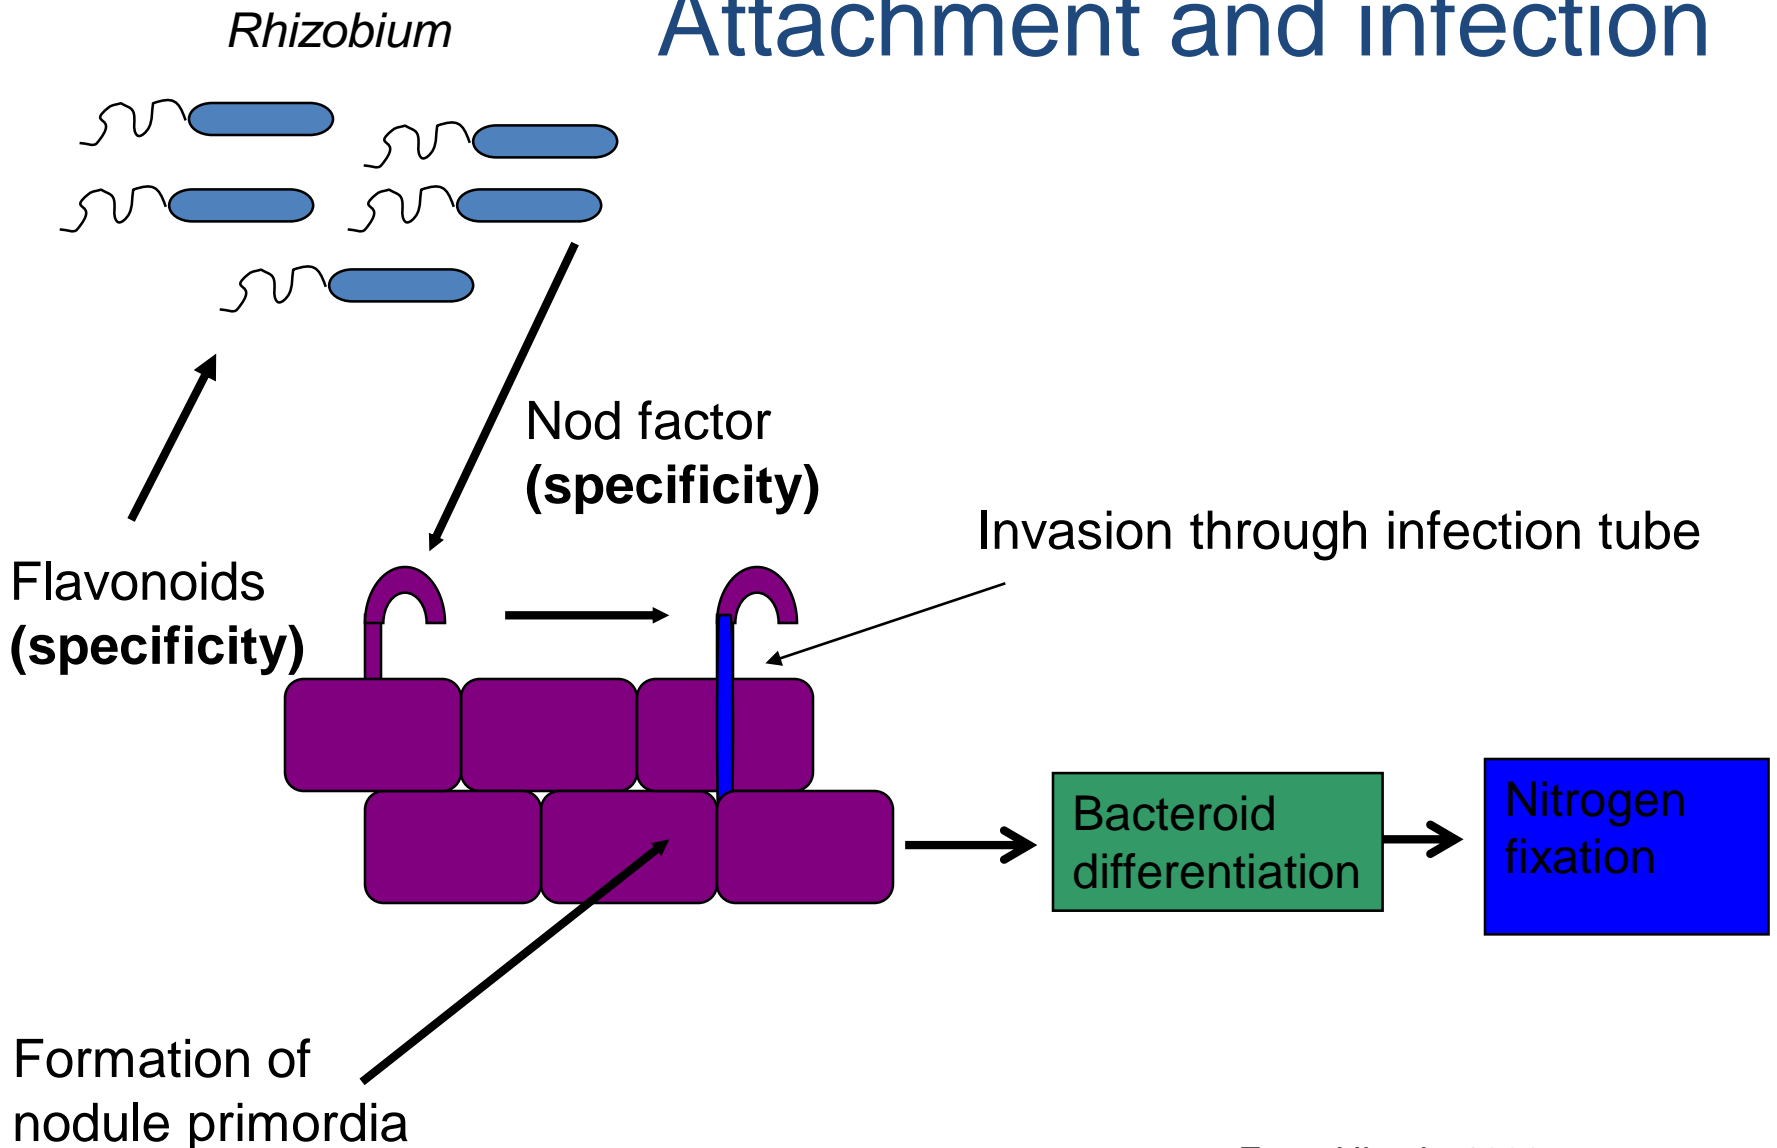 Attachment and infection
Rhizobium
Nod factor
(specificity)
Invasion through infection tube
Flavonoids
(specificity)
Bacteroid
differentiation
Nitrogen
fixation
Formation of
nodule primordia